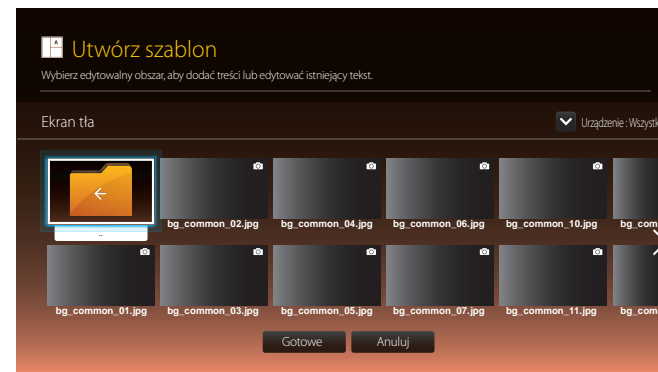 Utwórz szablon
Wybierz edytowalny obszar, aby dodać treści lub edytować istniejący tekst.
Ekran tła
Urządzenie : Wszystk
bg_common_02.jpg bg_common_04.jpg bg_common_06.jpg bg_common_10.jpg bg_com
..
bg_common_01.jpg bg_common_03.jpg bg_common_05.jpg bg_common_07.jpg bg_common_11.jpg bg_com
Gotowe Anuluj